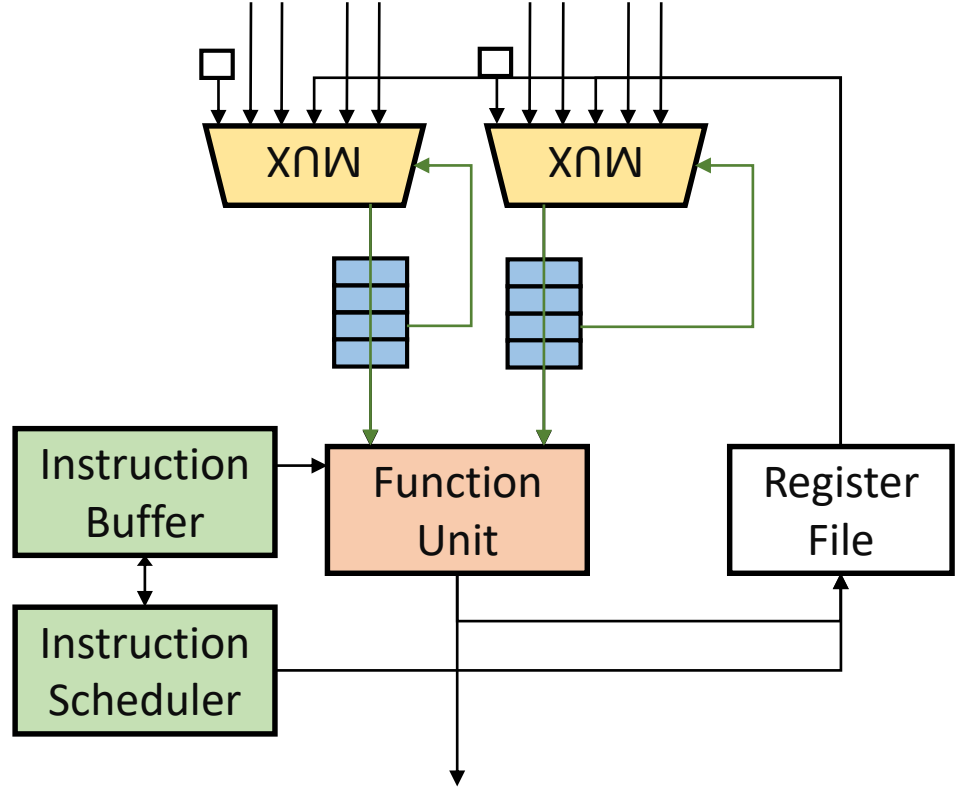 MUX
MUX
Instruction
Buffer
Function
Unit
Register
File
Instruction
Scheduler